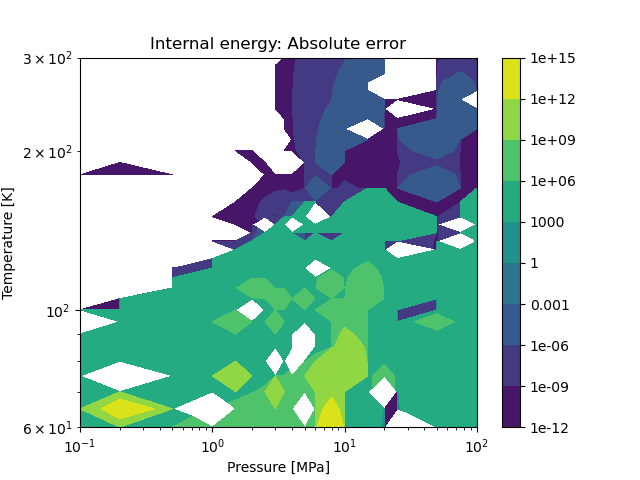 Internal energy: Absolute error
3 × 10²
2 × 10²
10²
6 × 10¹
Temperature [K]
10⁻¹ 10⁰ 10¹ 10²
Pressure [MPa]
1e+15
1e+12
1e+09
1e+06
1000
1
0.001
1e-06
1e-09
1e-12